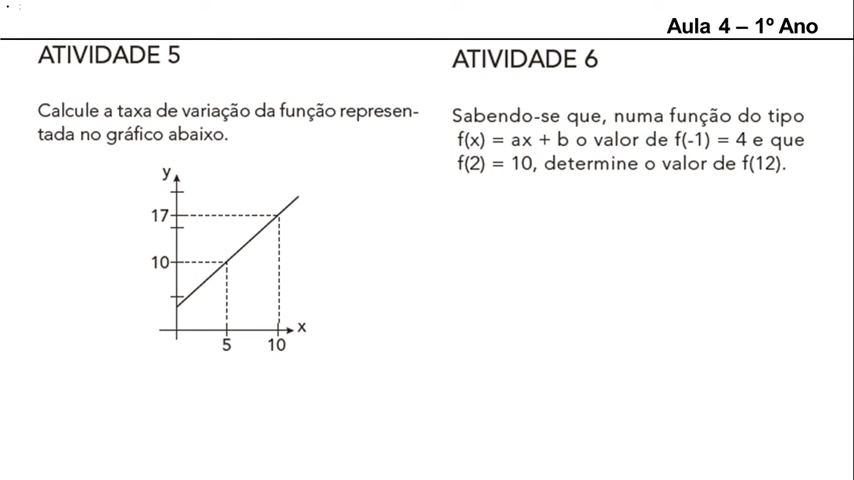 Aula 4 – 1º Ano
ATIVIDADE 5
Calcule a taxa de variação da função represen-
tada no gráfico abaixo.
y
17
10
x
5 10
ATIVIDADE 6
Sabendo-se que, numa função do tipo
f(x) = ax + b o valor de f(-1) = 4 e que
f(2) = 10, determine o valor de f(12).